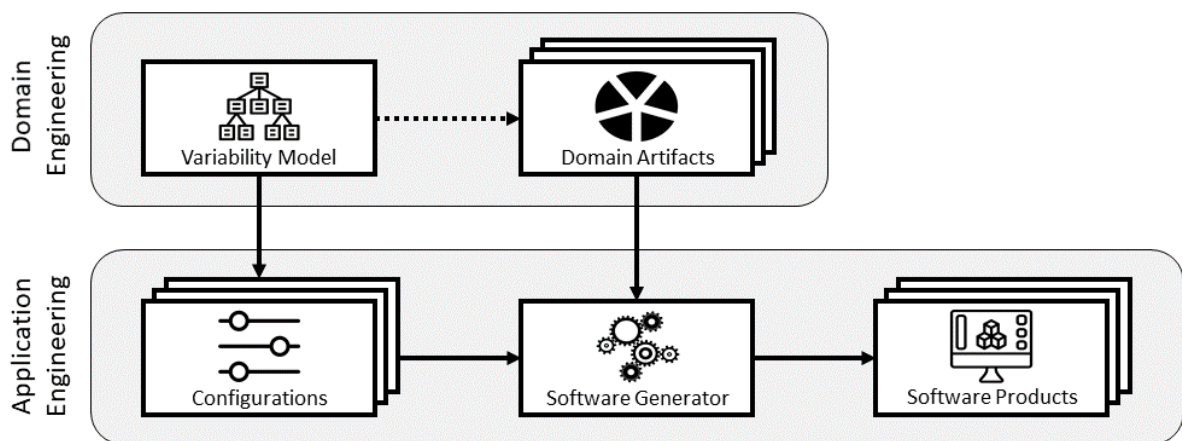 Domain
Engineering
Variability Model
Domain Artifacts
Application
Engineering
Configurations
Software Generator
Software Products